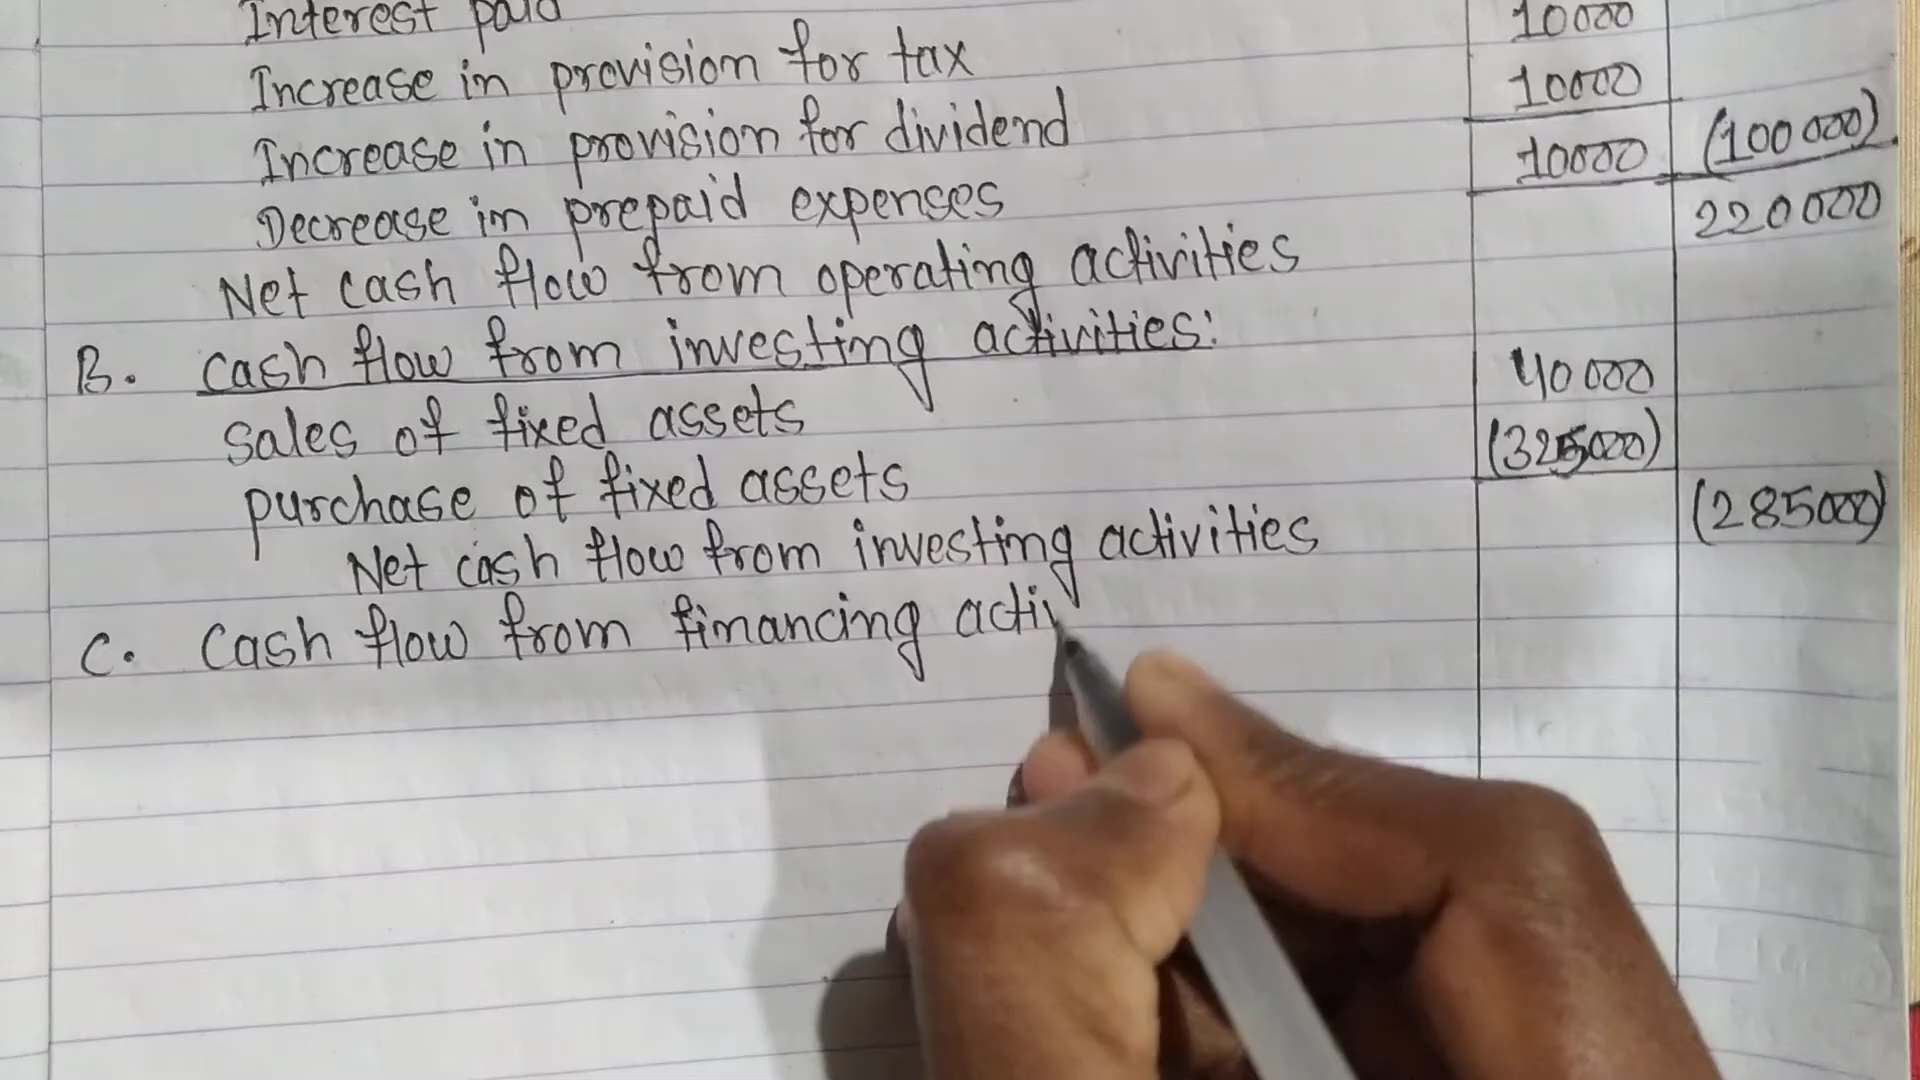 Interest paid 10000
Increase in provision for tax 10000
Increase in provision for dividend 10000 (100000)
Decrease in prepaid expenses 220000
Net cash flow from operating activities
B. cash flow from investing activities:
sales of fixed assets 40000
purchase of fixed assets (325000)
Net cash flow from investing activities (285000)
C. Cash flow from financing activ